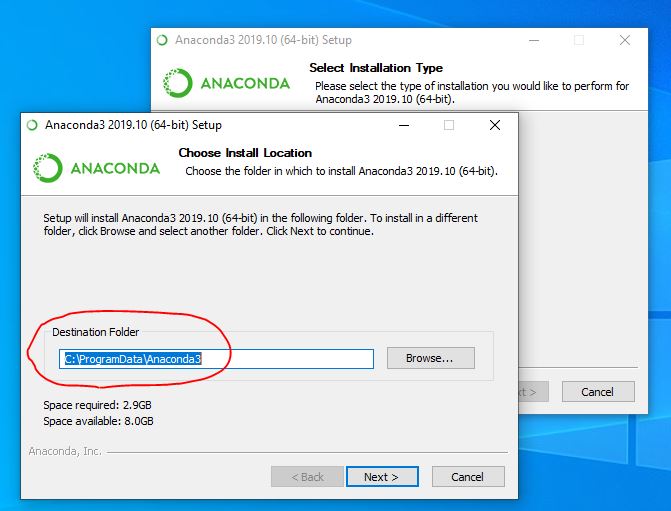 Anaconda3 2019.10 (64-bit) Setup
ANACONDA
Select Installation Type
Please select the type of installation you would like to perform for
Anaconda3 2019.10 (64-bit).
Anaconda3 2019.10 (64-bit) Setup
ANACONDA
Choose Install Location
Choose the folder in which to install Anaconda3 2019.10 (64-bit).
Setup will install Anaconda3 2019.10 (64-bit) in the following folder. To install in a different
folder, click Browse and select another folder. Click Next to continue.
Destination Folder
C:\ProgramData\Anaconda3
Browse...
Space required: 2.9GB
Space available: 8.0GB
Anaconda, Inc.
< Back
Next >
Cancel
xt >
Cancel